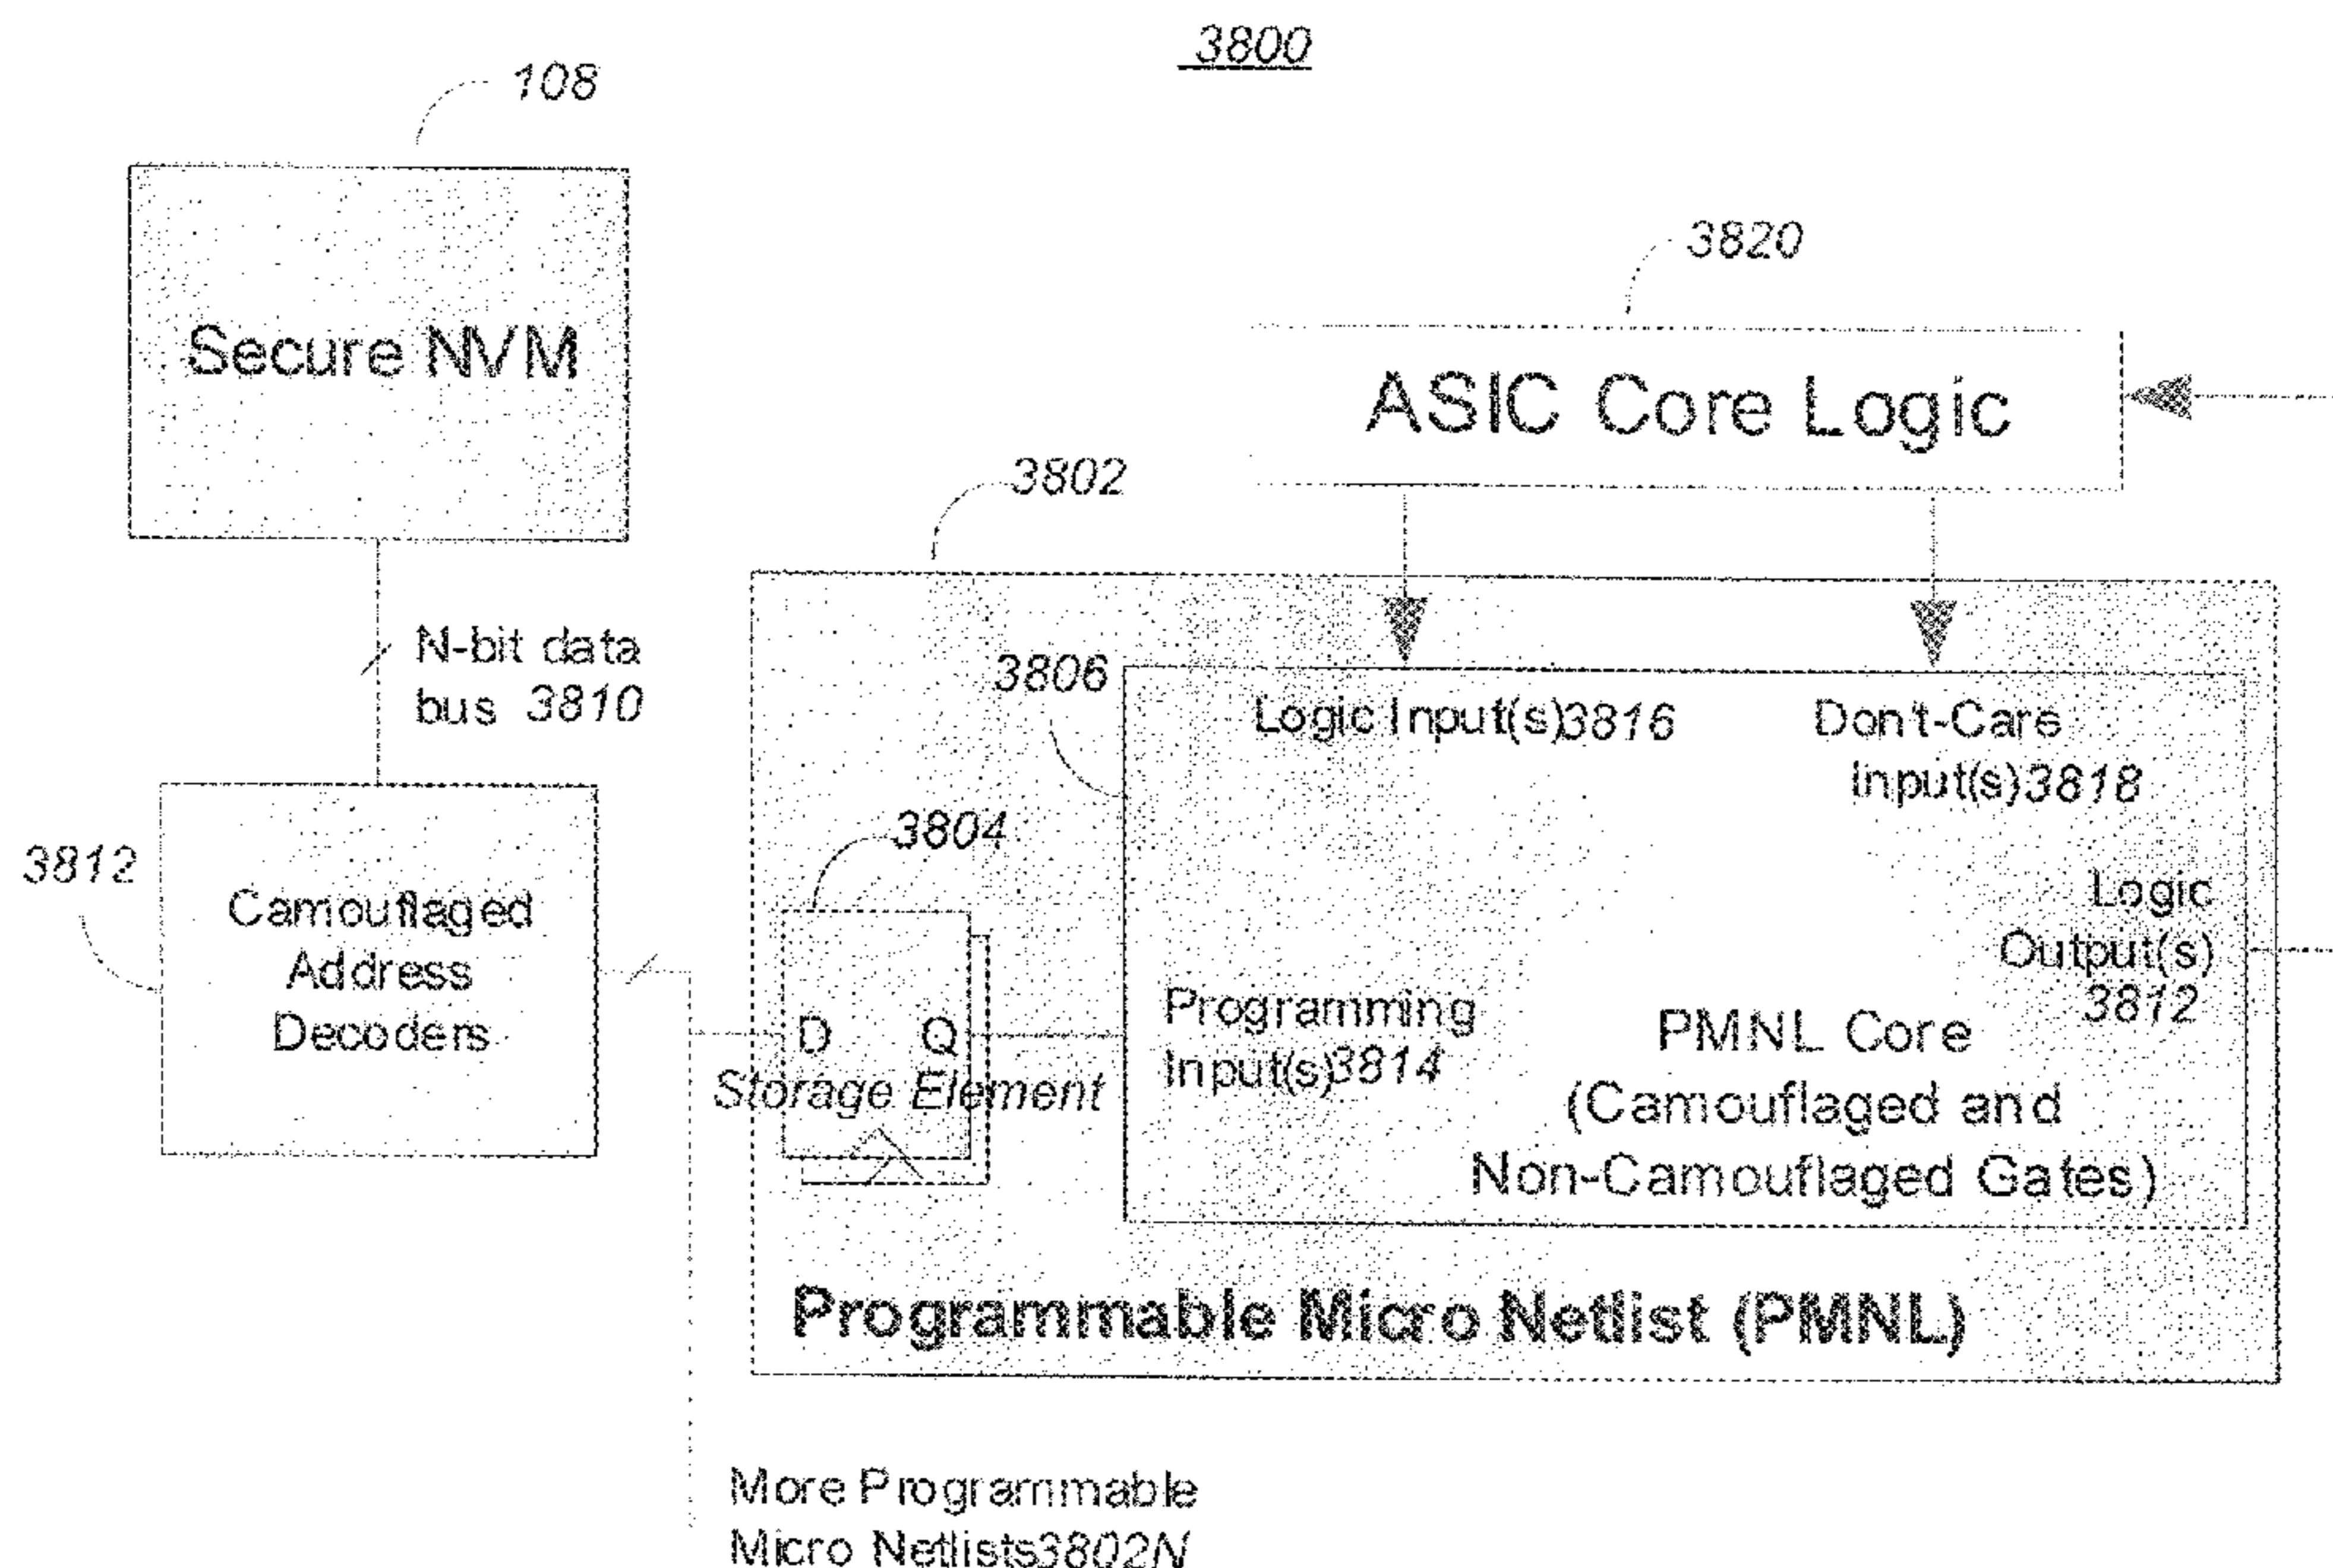 3800
108
Secure NVM
3820
ASIC Core Logic
3802
N-bit data
bus 3810
3806
Logic Input(s)3816
Don't-Care
Input(s)3818
3804
3812
Camouflaged
Address
Decoders
Logic
Output(s)
3812
D Q
Storage Element
Programming
Input(s)3814
PMNL Core
(Camouflaged and
Non-Camouflaged Gates)
Programmable Micro Netlist (PMNL)
More Programmable
Micro Netlists3802N